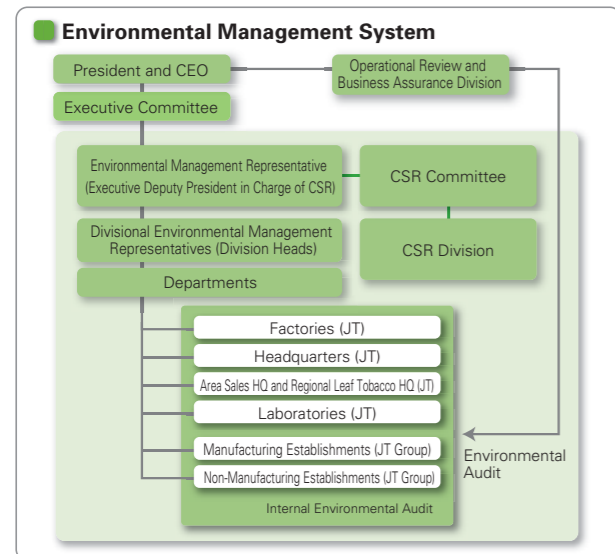 Environmental Management System
President and CEO
Operational Review and
Business Assurance Division
Executive Committee
Environmental Management Representative
(Executive Deputy President in Charge of CSR)
CSR Committee
Divisional Environmental Management
Representatives (Division Heads)
CSR Division
Departments
Factories (JT)
Headquarters (JT)
Area Sales HQ and Regional Leaf Tobacco HQ (JT)
Laboratories (JT)
Manufacturing Establishments (JT Group)
Non-Manufacturing Establishments (JT Group)
Internal Environmental Audit
Environmental
Audit